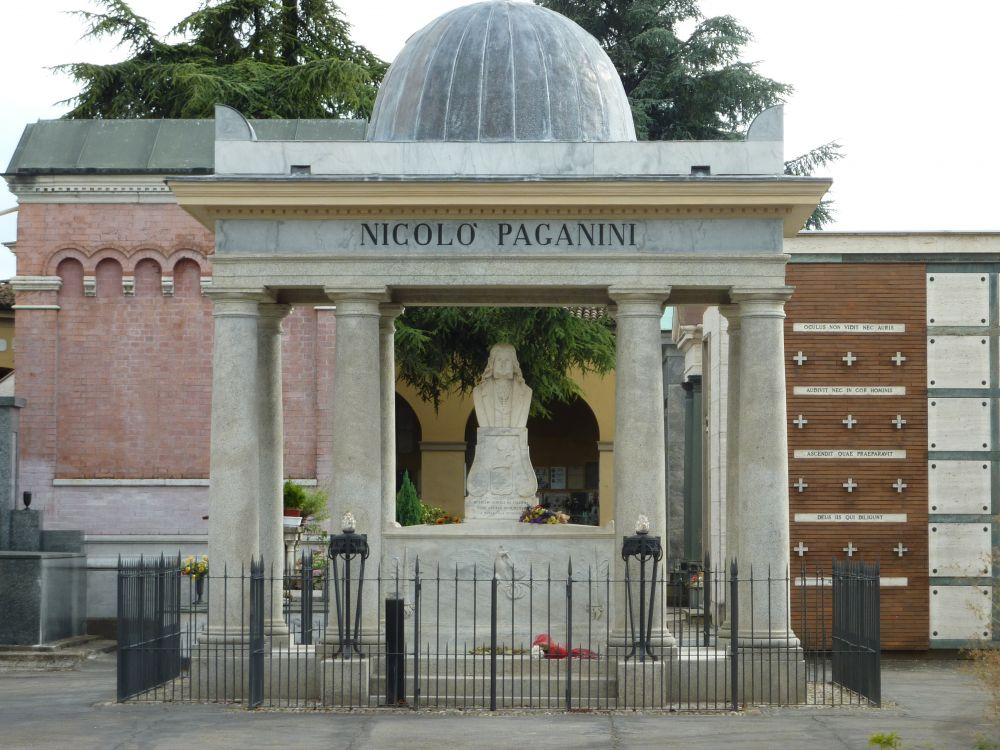 NICOLO' PAGANINI
OCULUS NON VIDIT NEC AURIS
AUDIVIT NEC IN COR HOMINIS
ASCENDIT QUAE PRAEPARAVIT
DEUS IIS QUI DILIGUNT